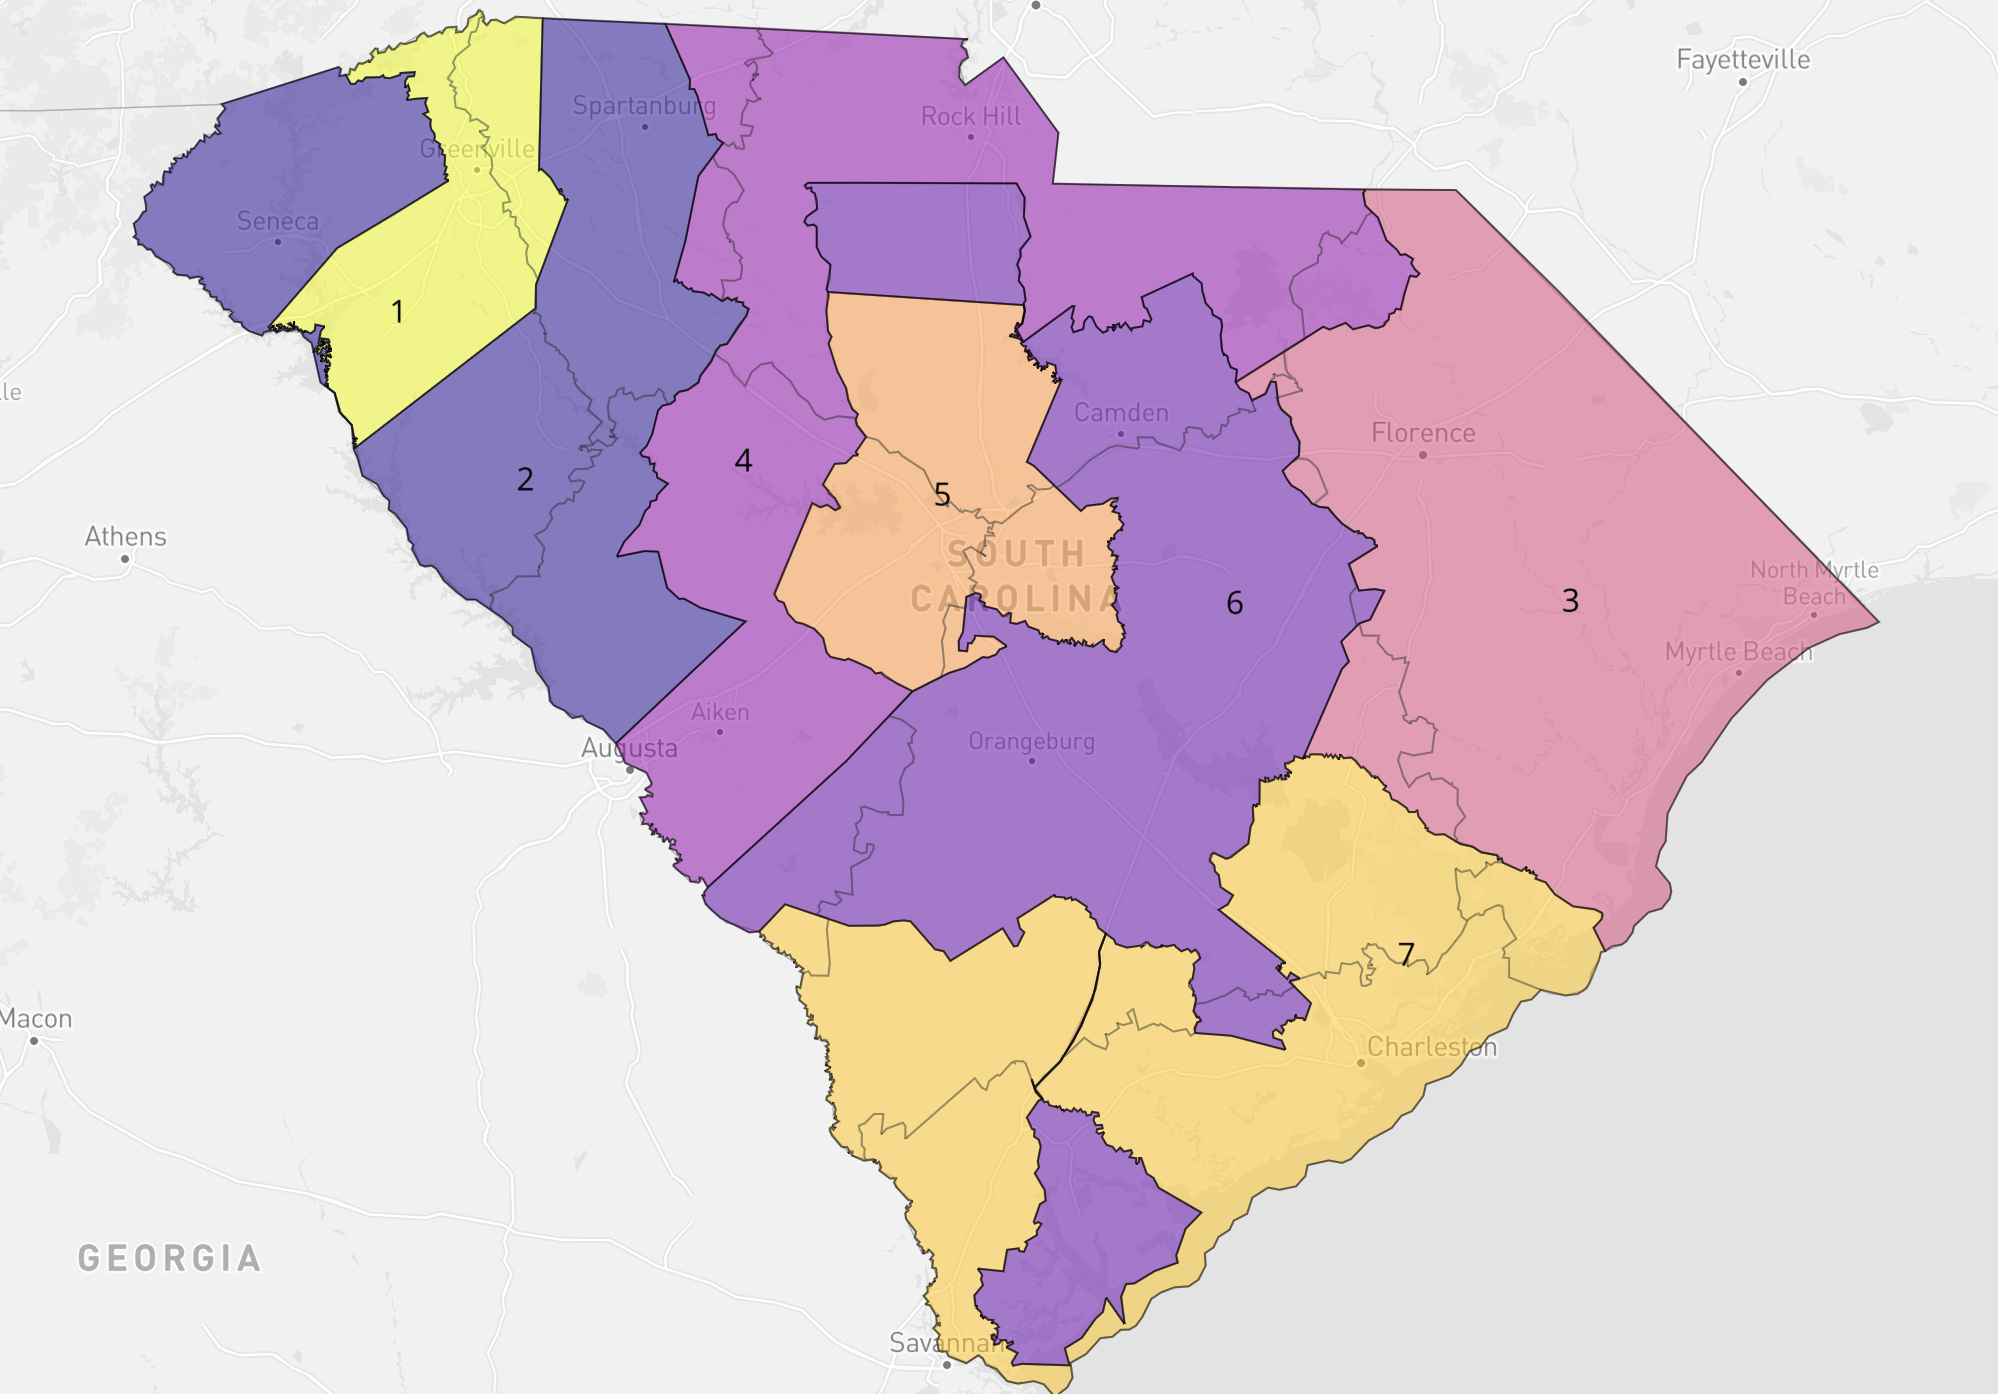 Fayetteville
Spartanburg
Rock Hill
Greenville
Seneca
1
Camden
Florence
4
2
5
Athens
SOUTH
CAROLINA
North Myrtle
Beach
6
3
Myrtle Beach
Aiken
Augusta
Orangeburg
7
Macon
Charleston
GEORGIA
Savannah